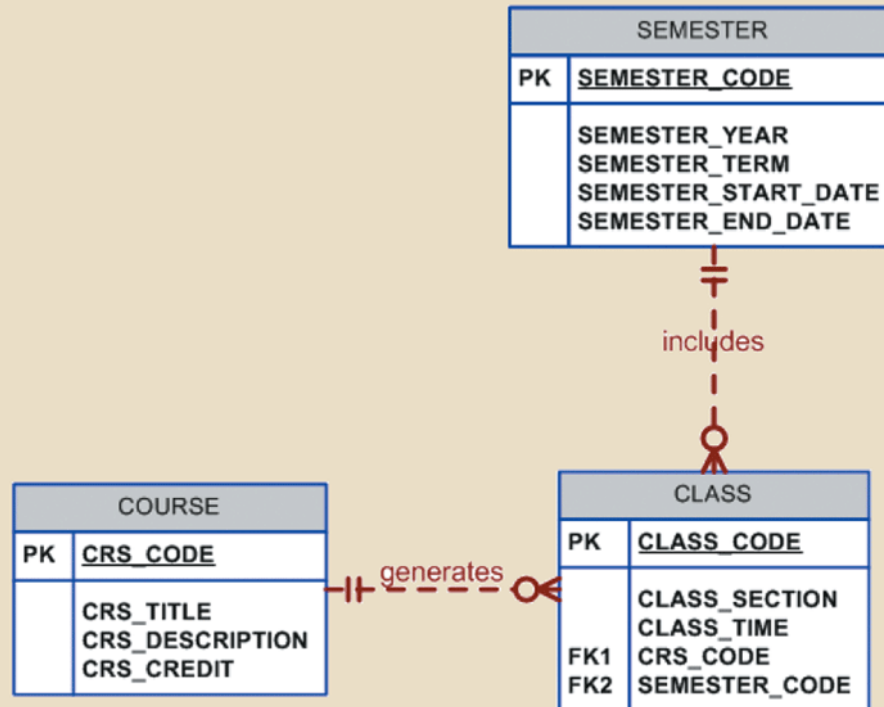 SEMESTER
PK SEMESTER_CODE
SEMESTER_YEAR
SEMESTER_TERM
SEMESTER_START_DATE
SEMESTER_END_DATE
includes
COURSE
PK CRS_CODE
CRS_TITLE
CRS_DESCRIPTION
CRS_CREDIT
generates
CLASS
PK CLASS_CODE
CLASS_SECTION
CLASS_TIME
FK1 CRS_CODE
FK2 SEMESTER_CODE